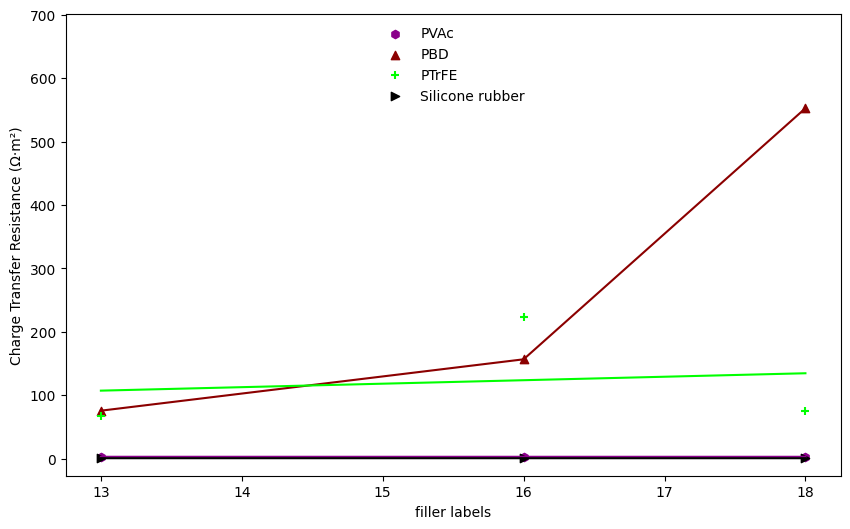 700
600
500
400
300
200
100
0
Charge Transfer Resistance (Ω·m²)
PVAc
PBD
PTrFE
Silicone rubber
13 14 15 16 17 18
filler labels